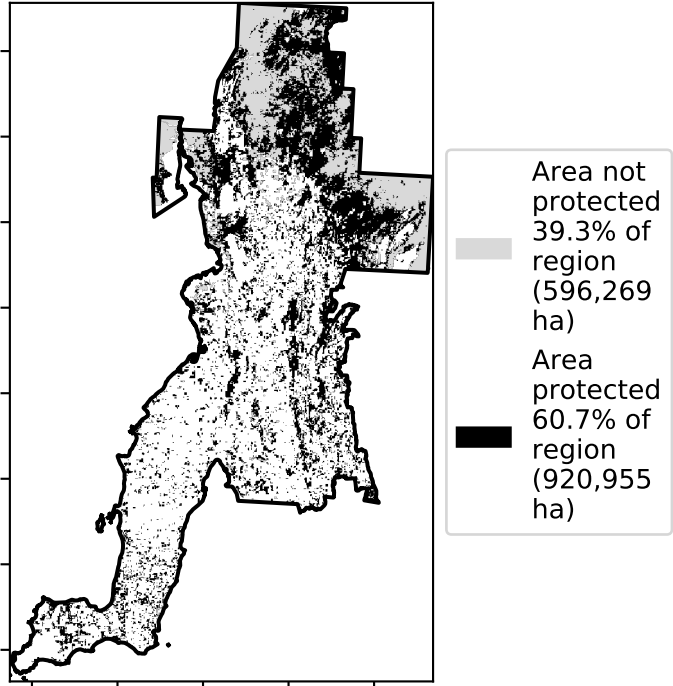 Area not
protected
39.3% of
region
(596,269
ha)
Area
protected
60.7% of
region
(920,955
ha)